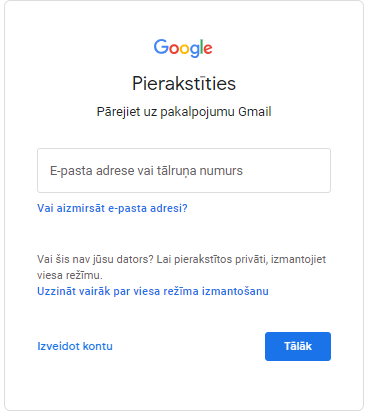 Google
Pierakstīties
Pārejiet uz pakalpojumu Gmail
E-pasta adrese vai tālruņa numurs
Vai aizmirsāt e-pasta adresi?
Vai šis nav jūsu dators? Lai pierakstītos privāti, izmantojiet
viesa režīmu.
Uzzināt vairāk par viesa režīma izmantošanu
Izveidot kontu
Tālāk